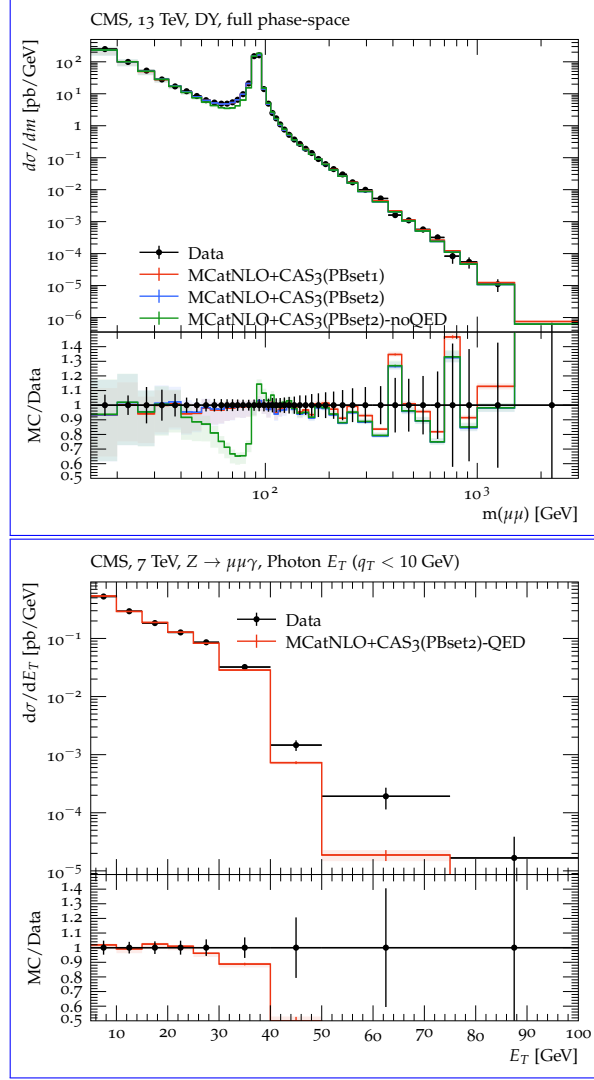 CMS, 13 TeV, DY, full phase-space
dσ/dm [pb/GeV]
10²
10¹
1
10⁻¹
10⁻²
10⁻³
10⁻⁴
10⁻⁵
10⁻⁶
Data
MCatNLO+CAS3(PBset1)
MCatNLO+CAS3(PBset2)
MCatNLO+CAS3(PBset2)-noQED
MC/Data
1.4
1.3
1.2
1.1
1
0.9
0.8
0.7
0.6
0.5
10² 10³
m(μμ) [GeV]
CMS, 7 TeV, Z → μμγ, Photon E_T (q_T < 10 GeV)
dσ/dE_T [pb/GeV]
10⁻¹
10⁻²
10⁻³
10⁻⁴
10⁻⁵
Data
MCatNLO+CAS3(PBset2)-QED
MC/Data
1.4
1.3
1.2
1.1
1
0.9
0.8
0.7
0.6
0.5
10 20 30 40 50 60 70 80 90 100
E_T [GeV]